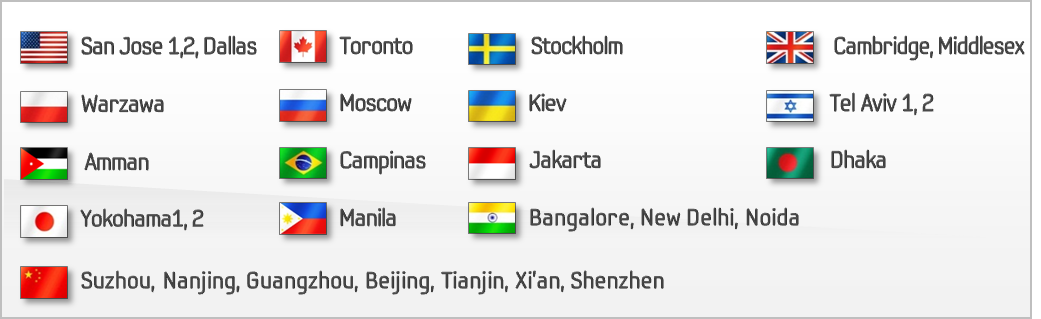 San Jose 1,2, Dallas Toronto Stockholm Cambridge, Middlesex
Warzawa Moscow Kiev Tel Aviv 1, 2
Amman Campinas Jakarta Dhaka
Yokohama1, 2 Manila Bangalore, New Delhi, Noida
Suzhou, Nanjing, Guangzhou, Beijing, Tianjin, Xi'an, Shenzhen